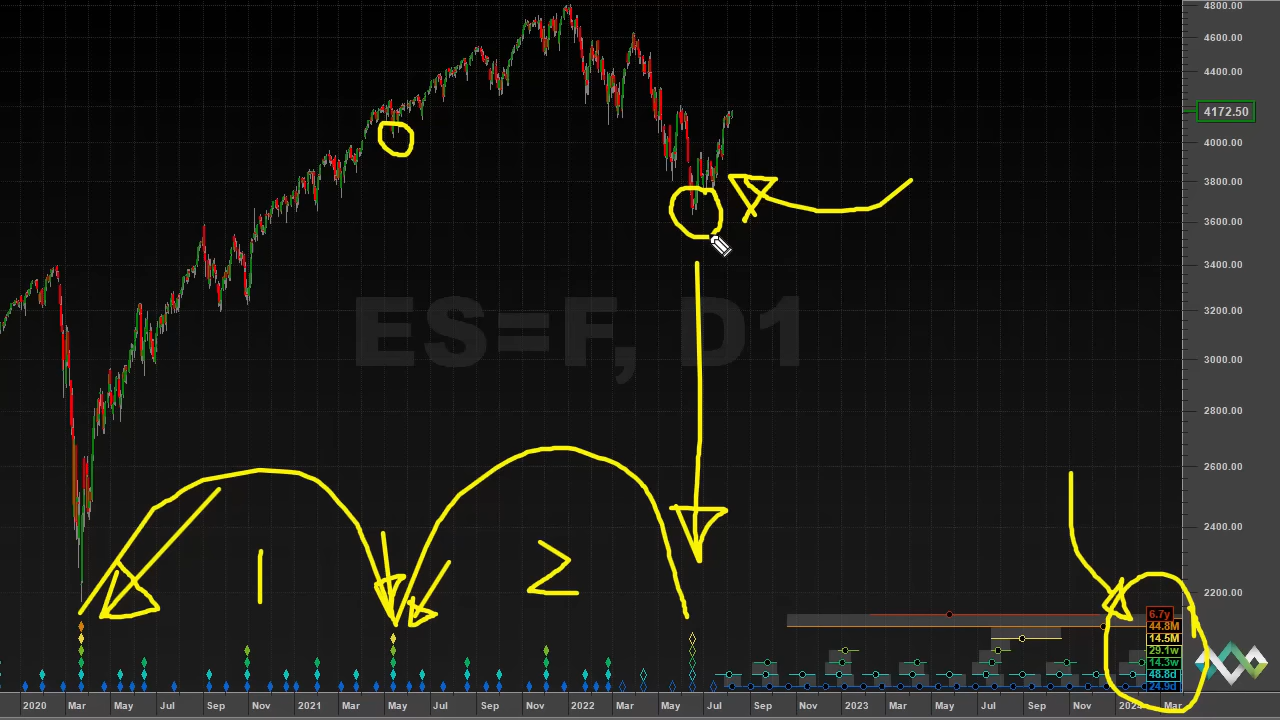 4800.00
4600.00
4400.00
4172.50
4000.00
3800.00
3600.00
3400.00
ES=F, D1
3200.00
3000.00
2800.00
2600.00
2400.00
1
2
2200.00
6.7y
44.8M
14.5M
29.1w
14.3w
48.8d
24.9d
2020 Mar May Jul Sep Nov 2021 Mar May Jul Sep Nov 2022 Mar May Jul Sep Nov 2023 Mar May Jul Sep Nov 2024 Mar